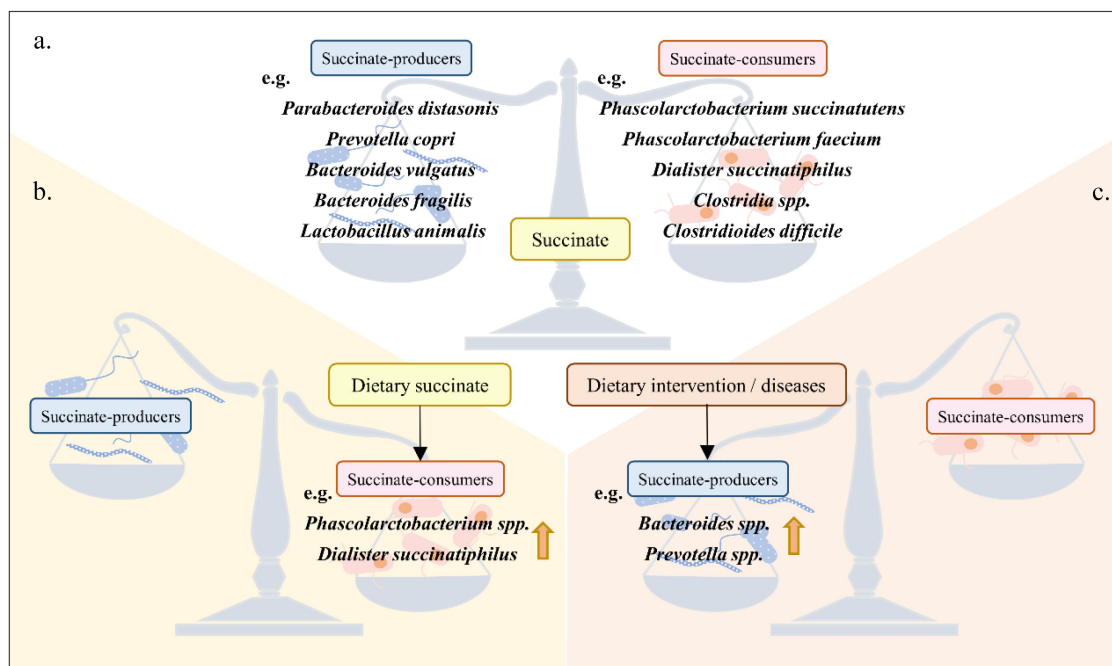 a.
Succinate-producers
e.g.
Parabacteroides distasonis
Prevotella copri
Bacteroides vulgatus
Bacteroides fragilis
Lactobacillus animalis
Succinate-consumers
e.g.
Phascolarctobacterium succinatutens
Phascolarctobacterium faecium
Dialister succinatiphilus
Clostridia spp.
Clostridioides difficile
Succinate
b.
Succinate-producers
Dietary succinate
Succinate-consumers
e.g.
Phascolarctobacterium spp.
Dialister succinatiphilus
c.
Dietary intervention / diseases
Succinate-producers
e.g.
Bacteroides spp.
Prevotella spp.
Succinate-consumers